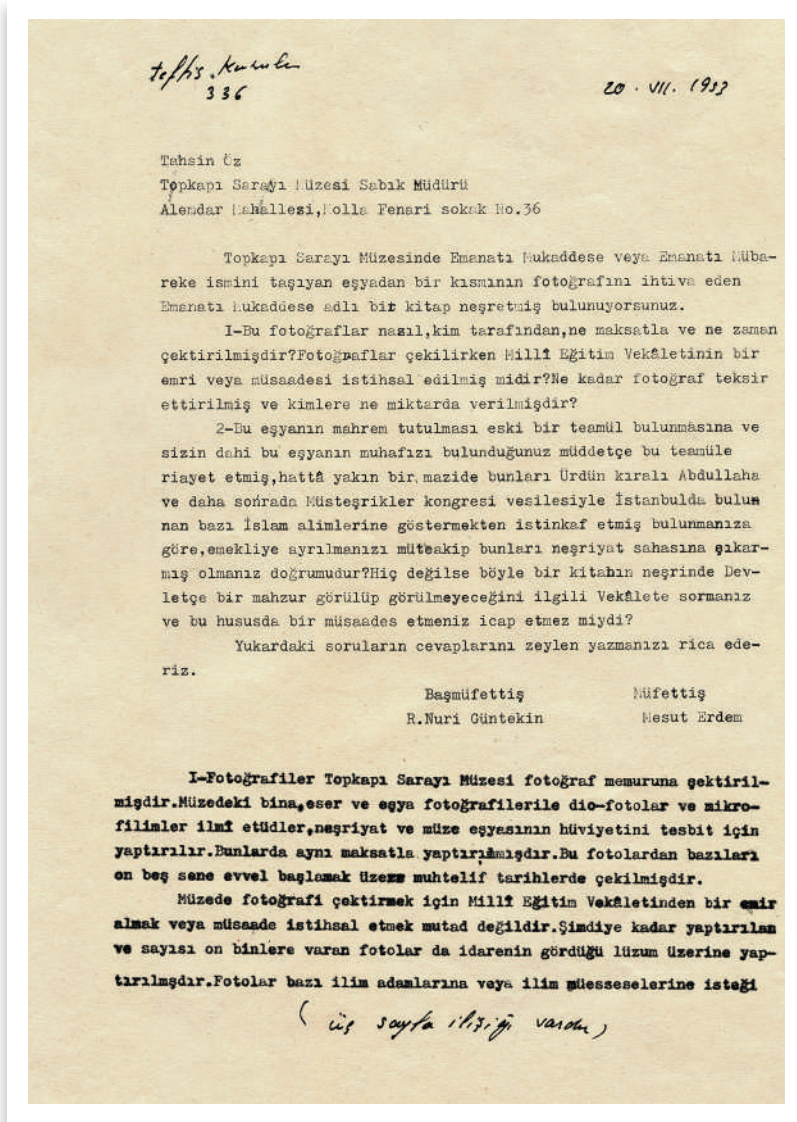 Teftiş Kurulu
336
20 . VII. 1953
Tahsin Öz
Topkapı Sarayı Müzesi Sabık Müdürü
Alemdar Mahallesi,Molla Fenari sokak No.36
Topkapı Sarayı Müzesinde Emanatı Mukaddese veya Emanatı Müba-
reke ismini taşıyan eşyadan bir kısmının fotoğrafını ihtiva eden
Emanatı Mukaddese adlı bir kitap neşretmiş bulunuyorsunuz.
I-Bu fotoğraflar nasıl,kim tarafından,ne maksatla ve ne zaman
çektirilmişdir?Fotoğraflar çekilirken Millî Eğitim Vekâletinin bir
emri veya müsaadesi istihsal edilmiş midir?Ne kadar fotoğraf teksir
ettirilmiş ve kimlere ne miktarda verilmişdir?
2-Bu eşyanın mahrem tutulması eski bir teamül bulunmasına ve
sizin dahi bu eşyanın muhafızı bulunduğunuz müddetçe bu teamüle
riayet etmiş,hattâ yakın bir mazide bunları Ürdün kıralı Abdullaha
ve daha sonrada Müsteşrikler kongresi vesilesiyle İstanbulda bulun
nan bazı İslam alimlerine göstermekten istinkaf etmiş bulunmanıza
göre,emekliye ayrılmanızı müteakip bunları neşriyat sahasına çıkar-
mış olmanız doğrumudur?Hiç değilse böyle bir kitabın neşrinde Dev-
letçe bir mahzur görülüp görülmeyeceğini ilgili Vekâlete sormanız
ve bu hususda bir müsaades etmeniz icap etmez miydi?
Yukardaki soruların cevaplarını zeylen yazmanızı rica ede-
riz.
Başmüfettiş Müfettiş
R.Nuri Güntekin Mesut Erdem
I-Fotoğrafiler Topkapı Sarayı Müzesi fotoğraf memuruna çektiril-
mişdir.Müzedeki bina,eser ve eşya fotoğrafilerile dio-fotolar ve mikro-
filimler ilmî etüdler,neşriyat ve müze eşyasının hüviyetini tesbit için
yaptırılır.Bunlarda aynı maksatla yaptırılmışdır.Bu fotolardan bazıları
on beş sene evvel başlamak üzere muhtelif tarihlerde çekilmişdir.
Müzede fotoğrafi çektirmek için Millî Eğitim Vekâletinden bir emir
almak veya müsaade istihsal etmek mutad değildir.Şimdiye kadar yaptırılan
ve sayısı on binlere varan fotolar da idarenin gördüğü lüzum üzerine yap-
tırılmşdır.Fotolar bazı ilim adamlarına veya ilim müesseselerine isteği
( üç sayfa ilişiği vardır )